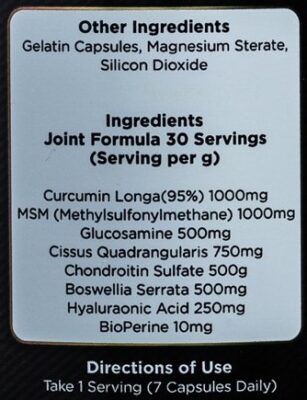 Other Ingredients
Gelatin Capsules, Magnesium Sterate,
Silicon Dioxide
Ingredients
Joint Formula 30 Servings
(Serving per g)
Curcumin Longa(95%) 1000mg
MSM (Methylsulfonylmethane) 1000mg
Glucosamine 500mg
Cissus Quadrangularis 750mg
Chondroitin Sulfate 500g
Boswellia Serrata 500mg
Hyaluronic Acid 250mg
BioPerine 10mg
Directions of Use
Take 1 Serving (7 Capsules Daily)